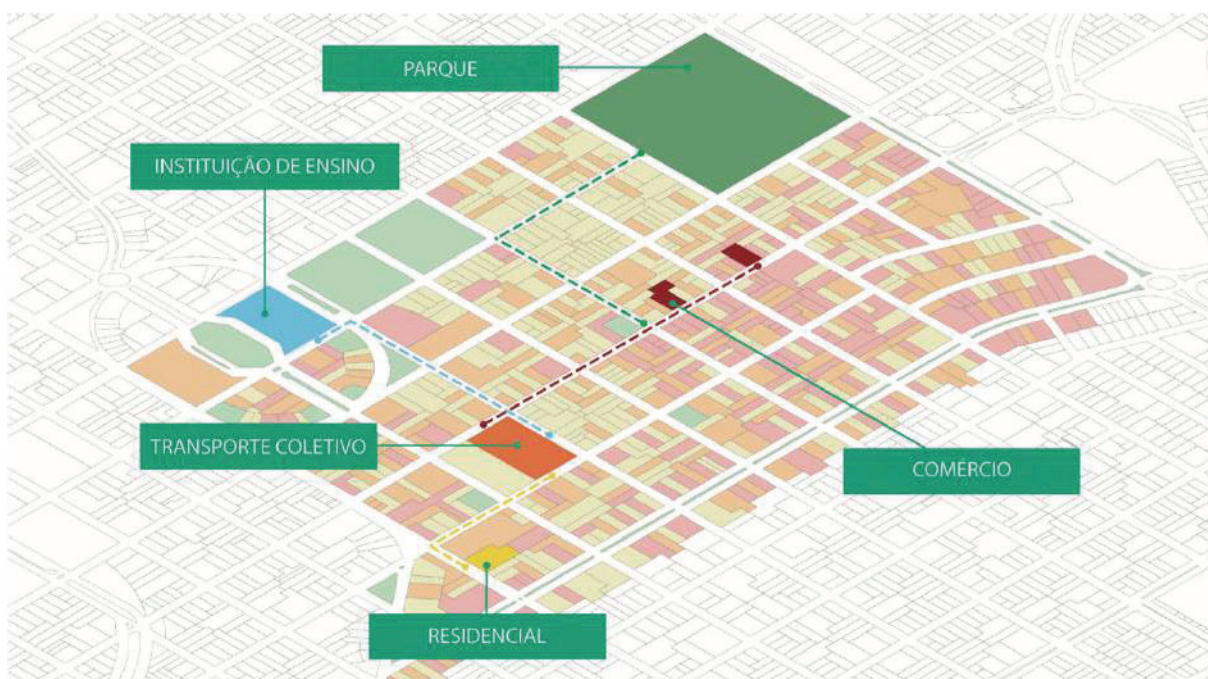 PARQUE
INSTITUIÇÃO DE ENSINO
TRANSPORTE COLETIVO
COMÉRCIO
RESIDENCIAL